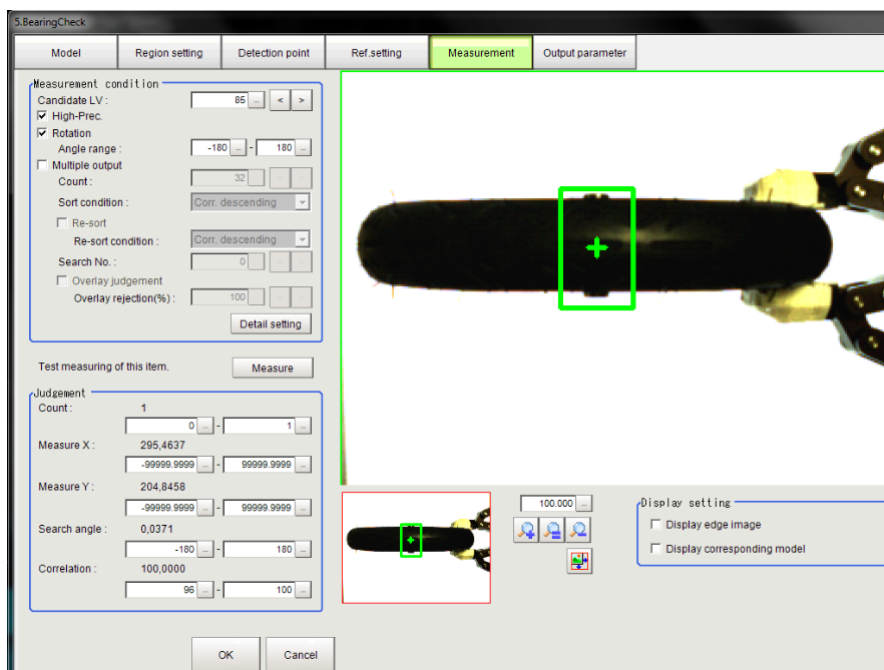 5.BearingCheck
Model Region setting Detection point Ref.setting Measurement Output parameter
Measurement condition
Candidate LV : 85 ... < >
High-Prec.
Rotation
Angle range : -180 ... - 180 ...
Multiple output
Count : 32
Sort condition : Corr. descending
Re-sort
Re-sort condition : Corr. descending
Search No. : 0
Overlay judgement
Overlay rejection(%) : 100
Detail setting
Test measuring of this item. Measure
Judgement
Count : 1
0 ... - 1 ...
Measure X : 295,4637
-99999.9999 ... - 99999.9999 ...
Measure Y : 204,8458
-99999.9999 ... - 99999.9999 ...
Search angle : 0,0371
-180 ... - 180 ...
Correlation : 100,0000
96 ... - 100 ...
100.000 ...
Display setting
Display edge image
Display corresponding model
OK Cancel